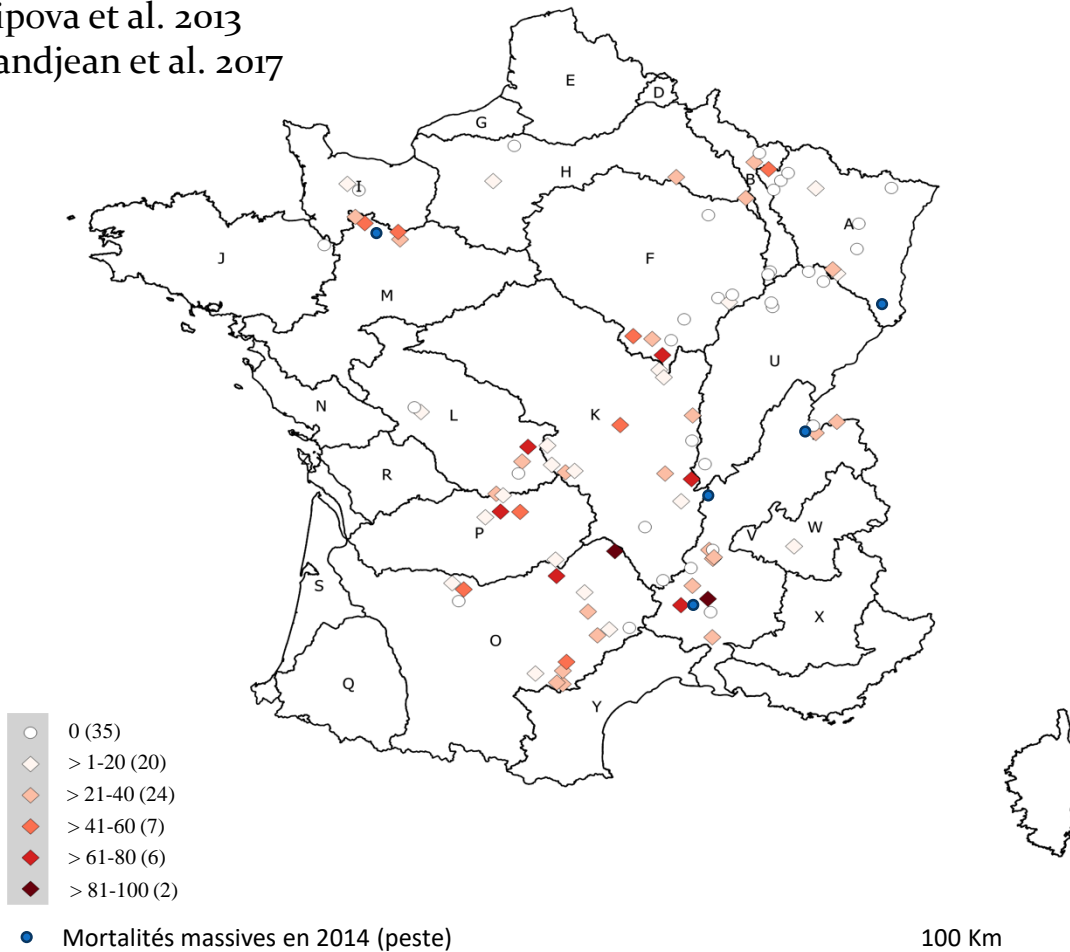 ipova et al. 2013
andjean et al. 2017
E
D
G
H
B
I
A
J
F
M
U
N
L
K
R
P
V
W
S
X
O
Q
Y
0 (35)
> 1-20 (20)
> 21-40 (24)
> 41-60 (7)
> 61-80 (6)
> 81-100 (2)
Mortalités massives en 2014 (peste)
100 Km